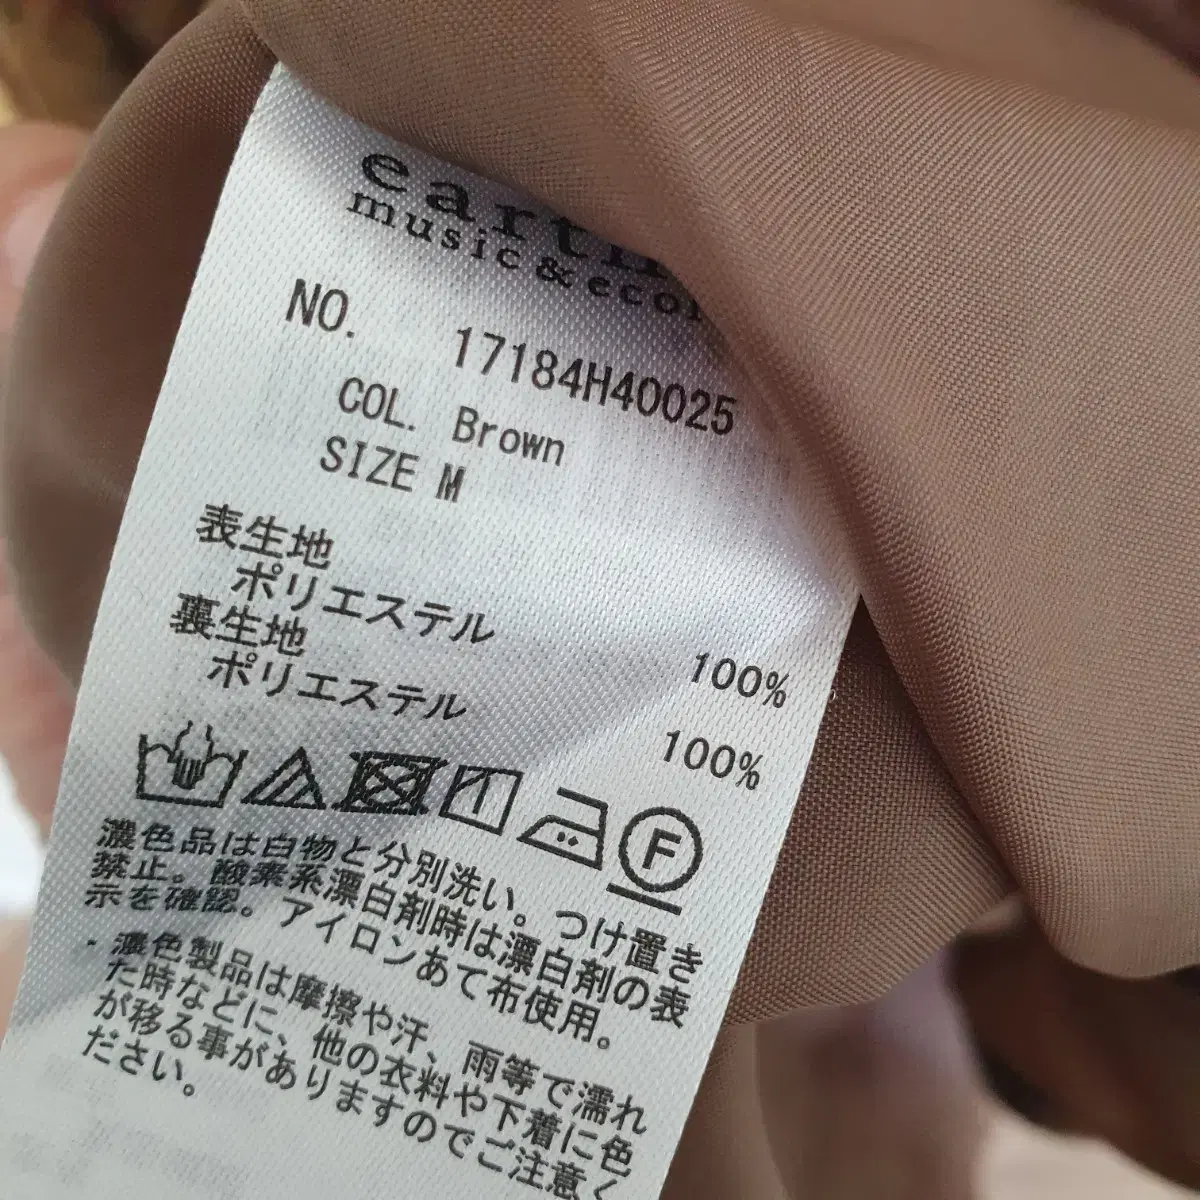 earth
music & eco
NO. 17184H40025
COL. Brown
SIZE M
表生地
ポリエステル 100%
裏生地
ポリエステル 100%
F
濃色品は白物と分別洗い。つけ置き
禁止。酸素系漂白剤時は漂白剤の表
示を確認。アイロンあて布使用。
・濃色製品は摩擦や汗、雨等で濡れ
た時などに、他の衣料や下着に色
が移る事がありますのでご注意く
ださい。